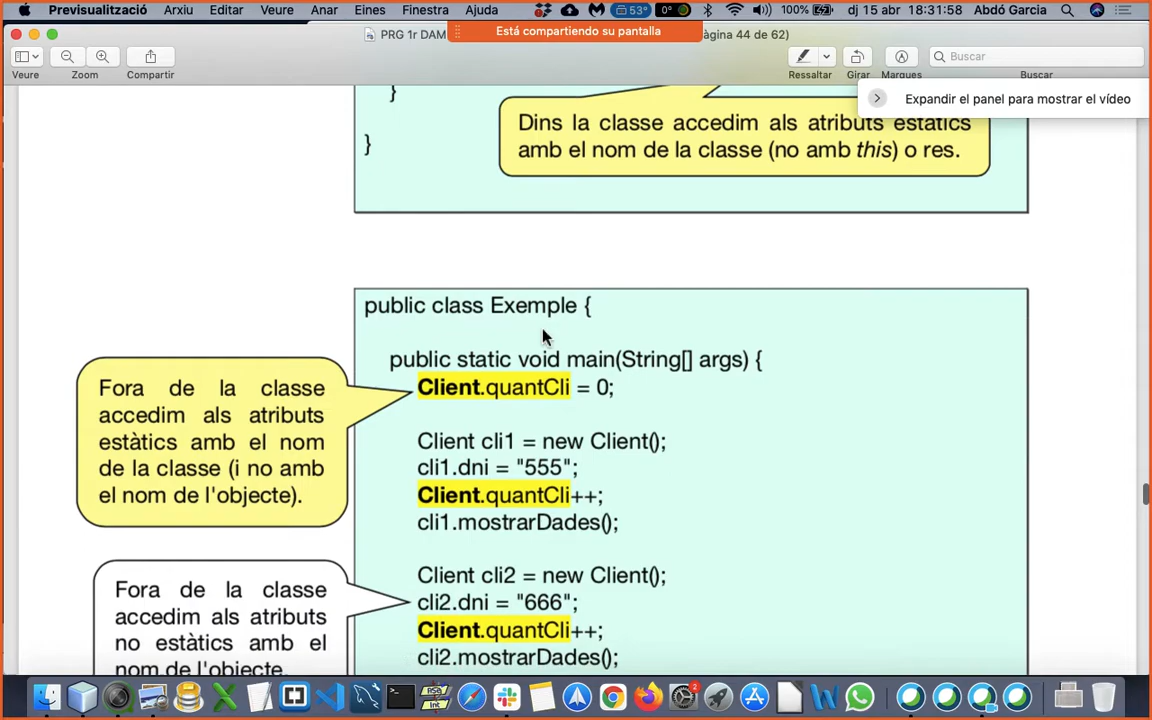 Previsualització Arxiu Editar Veure Anar Eines Finestra Ajuda 53° 0° 100% dj 15 abr 18:31:58 Abdó Garcia
PRG 1r DAM
Está compartiendo su pantalla
àgina 44 de 62)
Buscar
Veure Zoom Compartir Ressaltar Girar Marques Buscar
Expandir el panel para mostrar el vídeo
}
}
Dins la classe accedim als atributs estàtics
amb el nom de la classe (no amb this) o res.
public class Exemple {
public static void main(String[] args) {
Client.quantCli = 0;
Client cli1 = new Client();
cli1.dni = "555";
Client.quantCli++;
cli1.mostrarDades();
Client cli2 = new Client();
cli2.dni = "666";
Client.quantCli++;
cli2.mostrarDades();
Fora de la classe
accedim als atributs
estàtics amb el nom
de la classe (i no amb
el nom de l'objecte).
Fora de la classe
accedim als atributs
no estàtics amb el
nom de l'objecte.
2